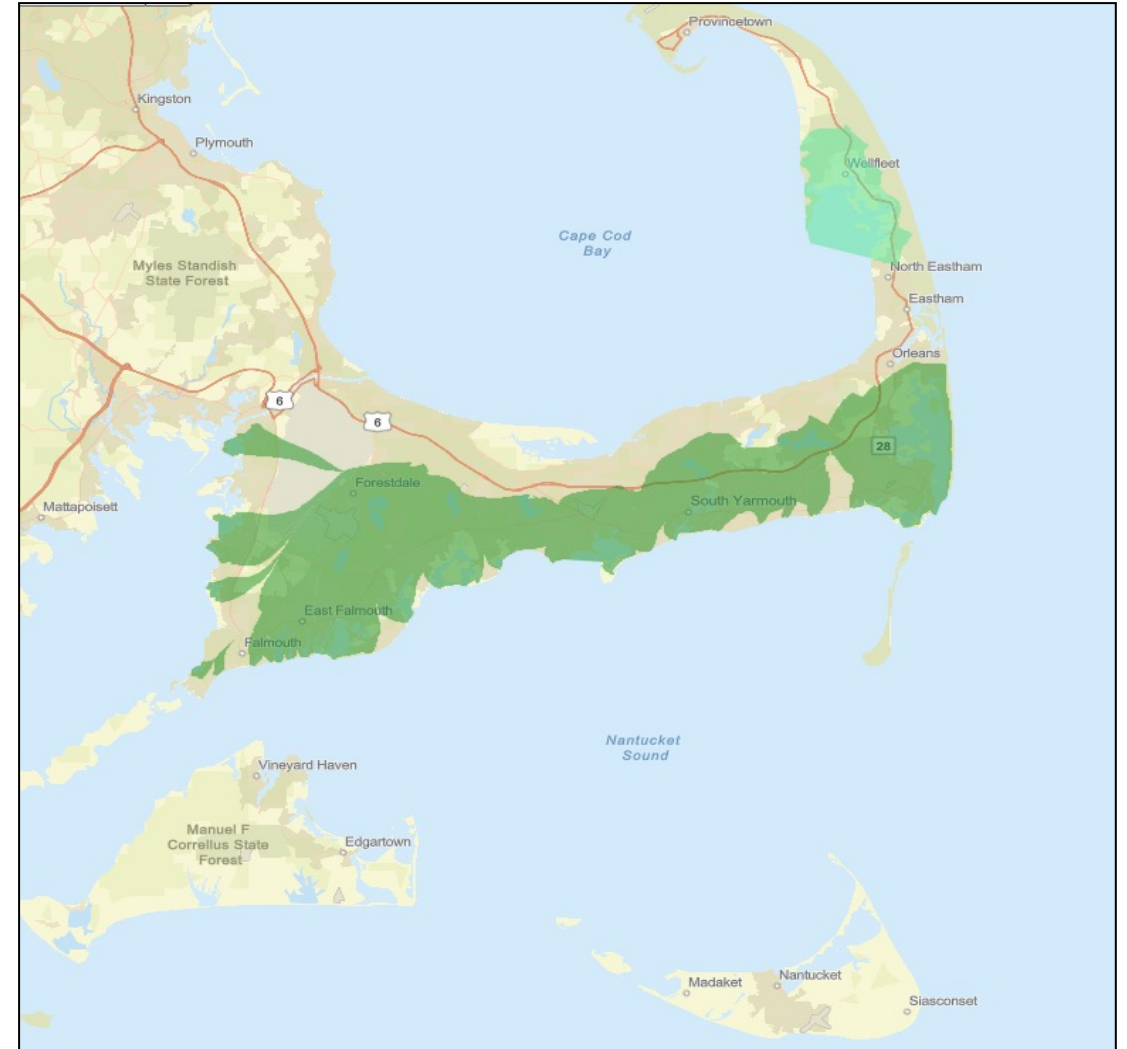 Provincetown
Kingston
Plymouth
Wellfleet
Cape Cod
Bay
Myles Standish
State Forest
North Eastham
Eastham
Orleans
6
6
28
Forestdale
South Yarmouth
Mattapoisett
East Falmouth
Falmouth
Nantucket
Sound
Vineyard Haven
Manuel F
Correllus State
Forest
Edgartown
Nantucket
Madaket
Siasconset